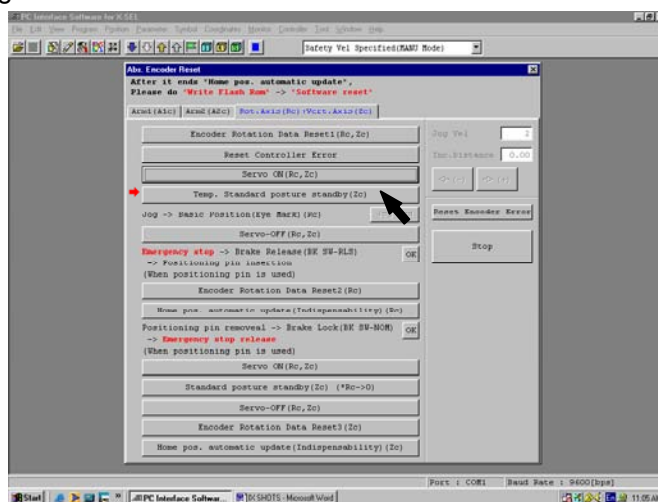 PC Interface Software for X-SEL
File Edit View Program Position Parameter Symbol Coordinates Monitor Controller Tool Window Help
Safety Vel Specified(MANU Mode)
Abs. Encoder Reset
After it ends "Home pos. automatic update",
Please do "Write Flash Rom" -> "Software reset"
Arm1(A1c) Arm2(A2c) Rot.Axis(Rc)+Vert.Axis(Zc)
Encoder Rotation Data Reset1(Rc,Zc)
Reset Controller Error
Servo ON(Rc,Zc)
Temp. Standard posture standby(Zc)
Jog -> Basic Position(Eye Mark)(Rc)
Servo-OFF(Rc,Zc)
Emergency stop -> Brake Release(BK SW-RLS)
-> Positioning pin insertion
(When positioning pin is used)
OK
Encoder Rotation Data Reset2(Rc)
Home pos. automatic update(Indispensability)(Rc)
Positioning pin removeal -> Brake Lock(BK SW-NOM)
-> Emergency stop release
(When positioning pin is used)
OK
Servo ON(Rc,Zc)
Standard posture standby(Zc) (*Rc->0)
Servo-OFF(Rc,Zc)
Encoder Rotation Data Reset3(Zc)
Home pos. automatic update(Indispensability)(Zc)
Jog Vel 2
Inc.Distance 0.00
Reset Encoder Error
Stop
Port : COM1 Baud Rate : 9600[bps]
Start
PC Interface Softwar...
IX SHOTS - Microsoft Word
11:05 AM